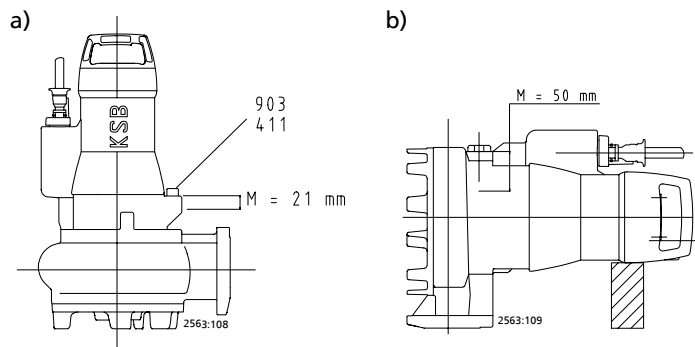 a)
b)
M = 50 mm
903
411
KSB
M = 21 mm
2563:108
2563:109